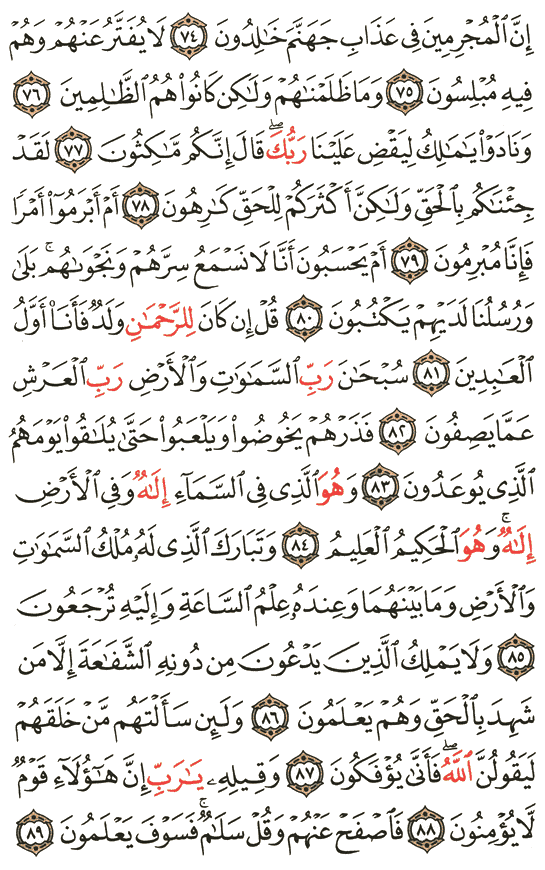 إِنَّ ٱلْمُجْرِمِينَ فِى عَذَابِ جَهَنَّمَ خَٰلِدُونَ ٧٤ لَا يُفَتَّرُ عَنْهُمْ وَهُمْ
فِيهِ مُبْلِسُونَ ٧٥ وَمَا ظَلَمْنَٰهُمْ وَلَٰكِن كَانُوا۟ هُمُ ٱلظَّٰلِمِينَ ٧٦
وَنَادَوْا۟ يَٰمَٰلِكُ لِيَقْضِ عَلَيْنَا رَبُّكَ ۖ قَالَ إِنَّكُم مَّٰكِثُونَ ٧٧ لَقَدْ
جِئْنَٰكُم بِٱلْحَقِّ وَلَٰكِنَّ أَكْثَرَكُمْ لِلْحَقِّ كَٰرِهُونَ ٧٨ أَمْ أَبْرَمُوٓا۟ أَمْرًا
فَإِنَّا مُبْرِمُونَ ٧٩ أَمْ يَحْسَبُونَ أَنَّا لَا نَسْمَعُ سِرَّهُمْ وَنَجْوَىٰهُم ۚ بَلَىٰ
وَرُسُلُنَا لَدَيْهِمْ يَكْتُبُونَ ٨٠ قُلْ إِن كَانَ لِلرَّحْمَٰنِ وَلَدٌ فَأَنَا۠ أَوَّلُ
ٱلْعَٰبِدِينَ ٨١ سُبْحَٰنَ رَبِّ ٱلسَّمَٰوَٰتِ وَٱلْأَرْضِ رَبِّ ٱلْعَرْشِ
عَمَّا يَصِفُونَ ٨٢ فَذَرْهُمْ يَخُوضُوا۟ وَيَلْعَبُوا۟ حَتَّىٰ يُلَٰقُوا۟ يَوْمَهُمُ
ٱلَّذِى يُوعَدُونَ ٨٣ وَهُوَ ٱلَّذِى فِى ٱلسَّمَآءِ إِلَٰهٌ وَفِى ٱلْأَرْضِ
إِلَٰهٌ ۚ وَهُوَ ٱلْحَكِيمُ ٱلْعَلِيمُ ٨٤ وَتَبَارَكَ ٱلَّذِى لَهُۥ مُلْكُ ٱلسَّمَٰوَٰتِ
وَٱلْأَرْضِ وَمَا بَيْنَهُمَا وَعِندَهُۥ عِلْمُ ٱلسَّاعَةِ وَإِلَيْهِ تُرْجَعُونَ
٨٥ وَلَا يَمْلِكُ ٱلَّذِينَ يَدْعُونَ مِن دُونِهِ ٱلشَّفَٰعَةَ إِلَّا مَن
شَهِدَ بِٱلْحَقِّ وَهُمْ يَعْلَمُونَ ٨٦ وَلَئِن سَأَلْتَهُم مَّنْ خَلَقَهُمْ
لَيَقُولُنَّ ٱللَّهُ ۖ فَأَنَّىٰ يُؤْفَكُونَ ٨٧ وَقِيلِهِۦ يَٰرَبِّ إِنَّ هَٰٓؤُلَآءِ قَوْمٌ
لَّا يُؤْمِنُونَ ٨٨ فَٱصْفَحْ عَنْهُمْ وَقُلْ سَلَٰمٌ ۚ فَسَوْفَ يَعْلَمُونَ ٨٩